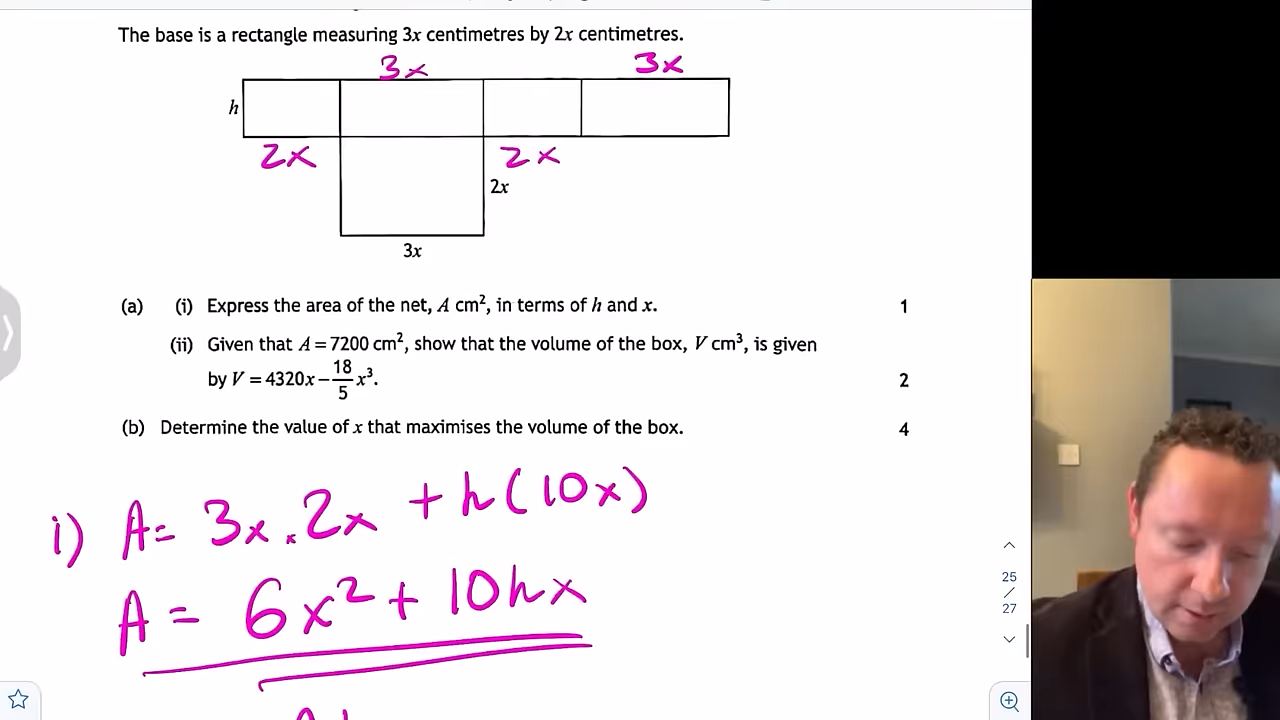 The base is a rectangle measuring 3x centimetres by 2x centimetres.
3x 3x
h
2x 2x
2x
3x
(a) (i) Express the area of the net, A cm², in terms of h and x. 1
(ii) Given that A = 7200 cm², show that the volume of the box, V cm³, is given
by V = 4320x − 18/5 x³. 2
(b) Determine the value of x that maximises the volume of the box. 4
i) A = 3x × 2x + h(10x)
A = 6x² + 10hx
25
/
27